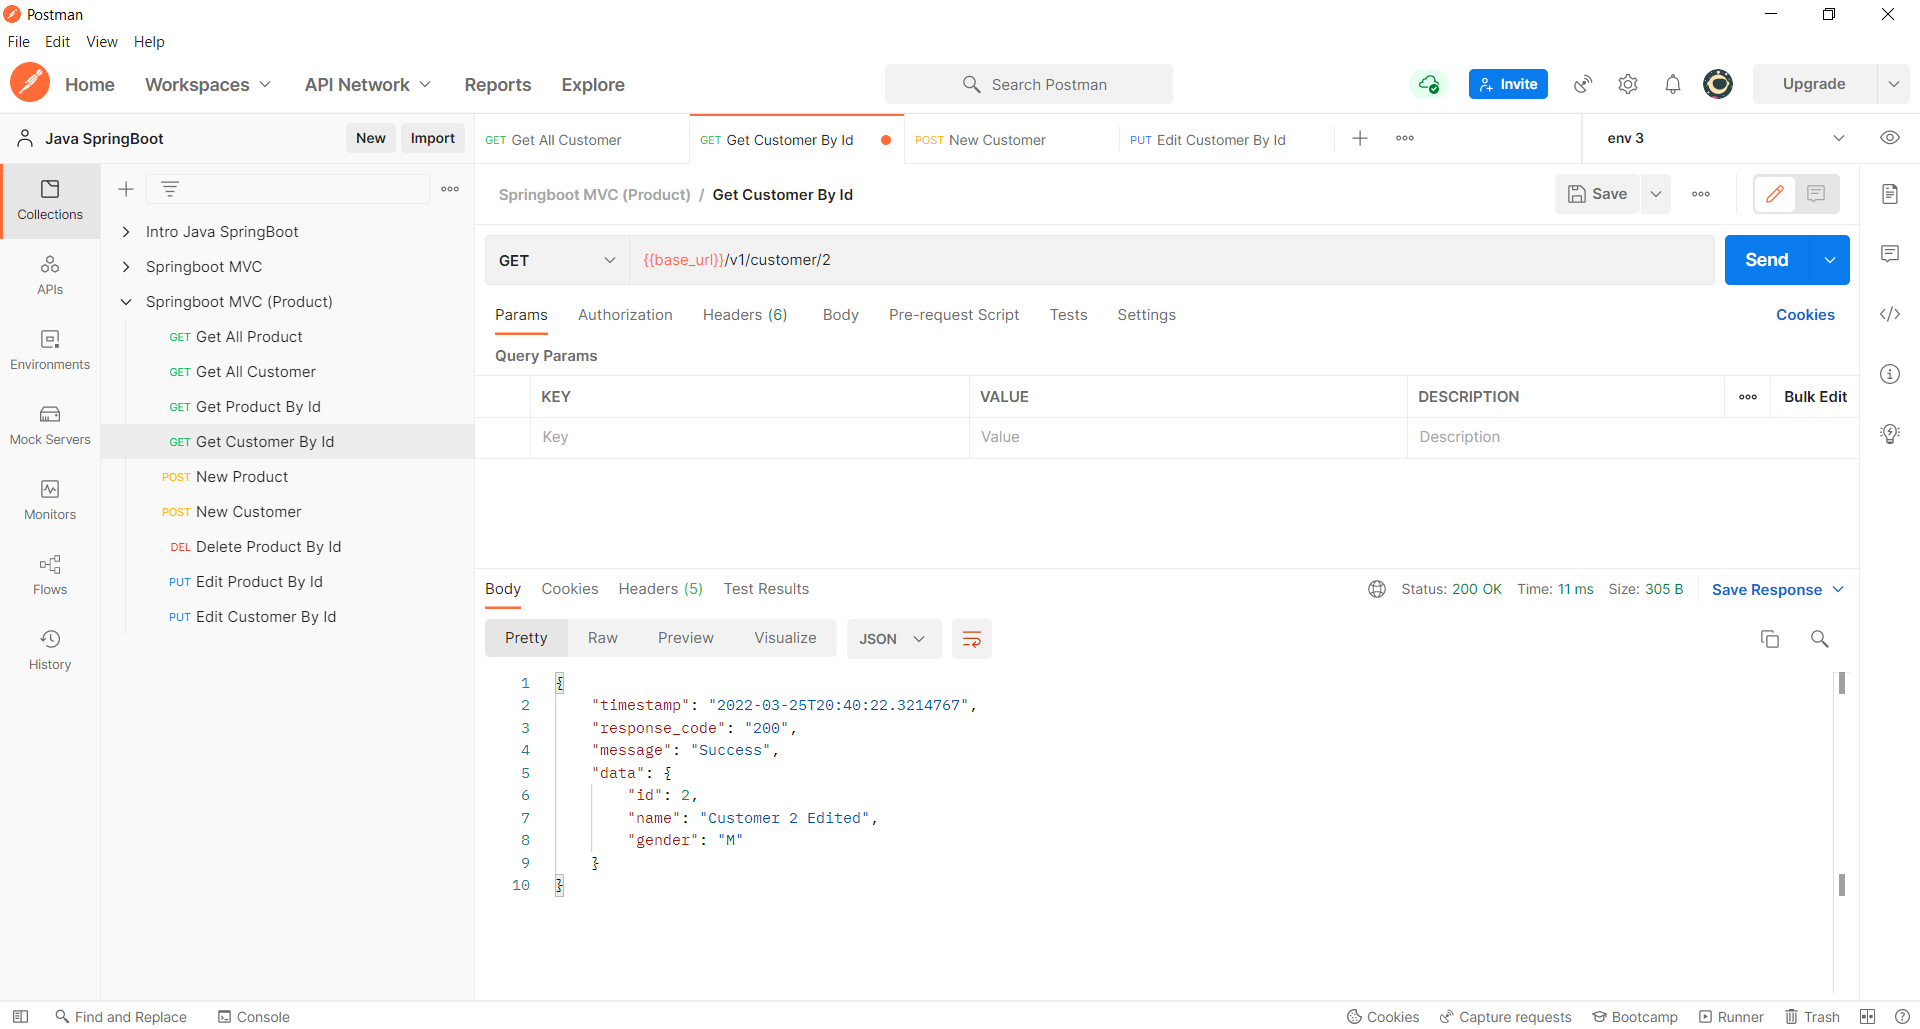 Postman
File Edit View Help
Home Workspaces API Network Reports Explore Search Postman Invite Upgrade
Java SpringBoot New Import GET Get All Customer GET Get Customer By Id POST New Customer PUT Edit Customer By Id env 3
Springboot MVC (Product) / Get Customer By Id Save
Collections
APIs
Environments
Mock Servers
Monitors
Flows
History
Intro Java SpringBoot
Springboot MVC
Springboot MVC (Product)
GET Get All Product
GET Get All Customer
GET Get Product By Id
GET Get Customer By Id
POST New Product
POST New Customer
DEL Delete Product By Id
PUT Edit Product By Id
PUT Edit Customer By Id
GET {{base_url}}/v1/customer/2 Send
Params Authorization Headers (6) Body Pre-request Script Tests Settings Cookies
Query Params
KEY VALUE DESCRIPTION Bulk Edit
Key Value Description
Body Cookies Headers (5) Test Results Status: 200 OK Time: 11 ms Size: 305 B Save Response
Pretty Raw Preview Visualize JSON
1 {
2 "timestamp": "2022-03-25T20:40:22.3214767",
3 "response_code": "200",
4 "message": "Success",
5 "data": {
6 "id": 2,
7 "name": "Customer 2 Edited",
8 "gender": "M"
9 }
10 }
Find and Replace Console Cookies Capture requests Bootcamp Runner Trash